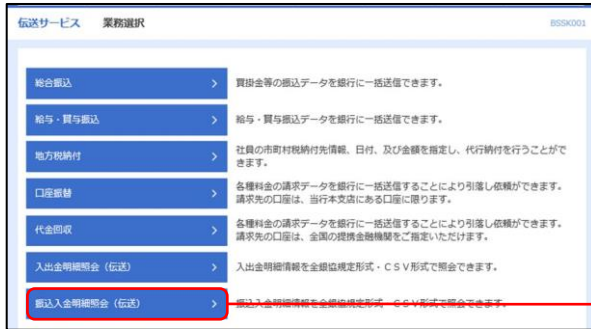 伝送サービス 業務選択 BSSK001
総合振込 買掛金等の振込データを銀行に一括送信できます。
給与・賞与振込 給与・賞与振込データを銀行に一括送信できます。
地方税納付 社員の市町村税納付先情報、日付、及び金額を指定し、代行納付を行うことがで
きます。
口座振替 各種料金の請求データを銀行に一括送信することにより引落し依頼ができます。
請求先の口座は、当行本支店にある口座に限ります。
代金回収 各種料金の請求データを銀行に一括送信することにより引落し依頼ができます。
請求先の口座は、全国の提携金融機関をご指定いただけます。
入出金明細照会（伝送） 入出金明細情報を全銀協規定形式・ＣＳＶ形式で照会できます。
振込入金明細照会（伝送） 振込入金明細情報を全銀協規定形式・ＣＳＶ形式で照会できます。